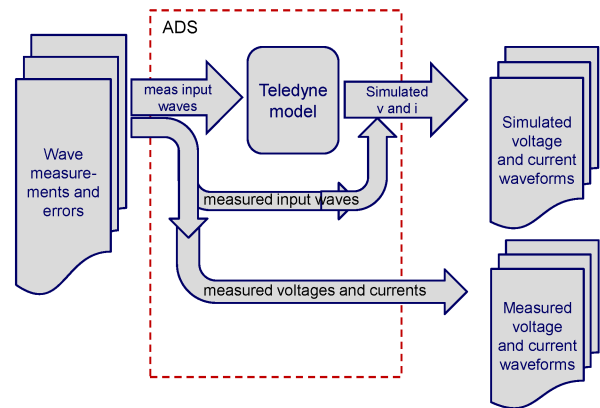 ADS
meas input
waves
Teledyne
model
Simulated
v and i
Simulated
voltage
and current
waveforms
Wave
measure-
ments and
errors
measured input waves
measured voltages and currents
Measured
voltage
and current
waveforms